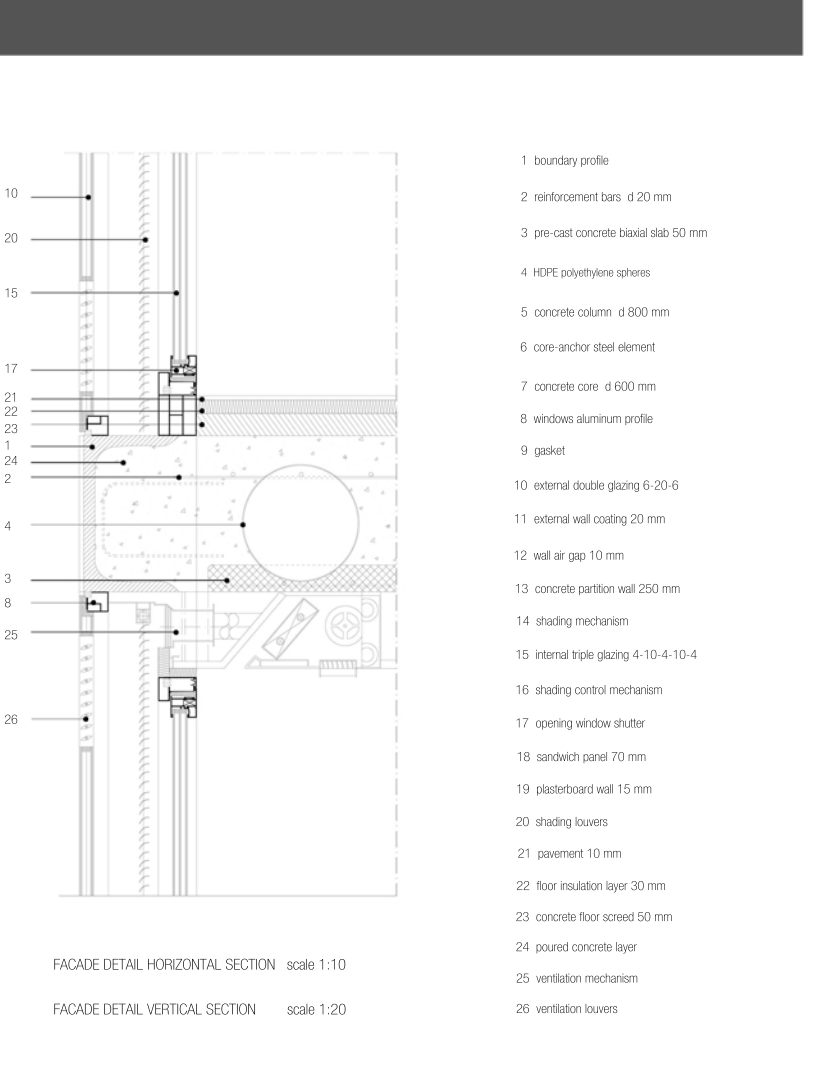 10
20
15
17
21
22
23
1
24
2
4
3
8
25
26
1 boundary profile
2 reinforcement bars d 20 mm
3 pre-cast concrete biaxial slab 50 mm
4 HDPE polyethylene spheres
5 concrete column d 800 mm
6 core-anchor steel element
7 concrete core d 600 mm
8 windows aluminum profile
9 gasket
10 external double glazing 6-20-6
11 external wall coating 20 mm
12 wall air gap 10 mm
13 concrete partition wall 250 mm
14 shading mechanism
15 internal triple glazing 4-10-4-10-4
16 shading control mechanism
17 opening window shutter
18 sandwich panel 70 mm
19 plasterboard wall 15 mm
20 shading louvers
21 pavement 10 mm
22 floor insulation layer 30 mm
23 concrete floor screed 50 mm
24 poured concrete layer
25 ventilation mechanism
26 ventilation louvers
FACADE DETAIL HORIZONTAL SECTION scale 1:10
FACADE DETAIL VERTICAL SECTION scale 1:20